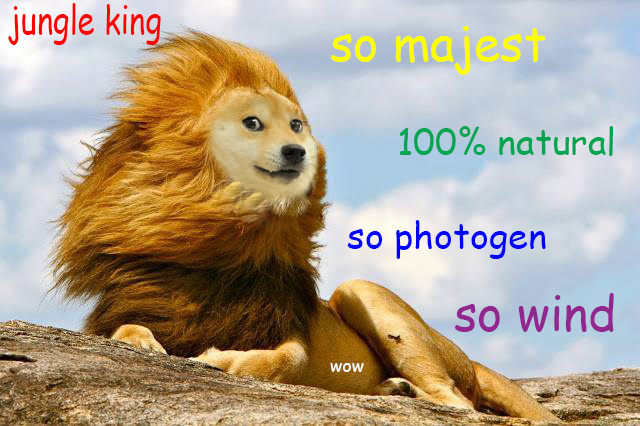 jungle king
so majest
100% natural
so photogen
so wind
wow